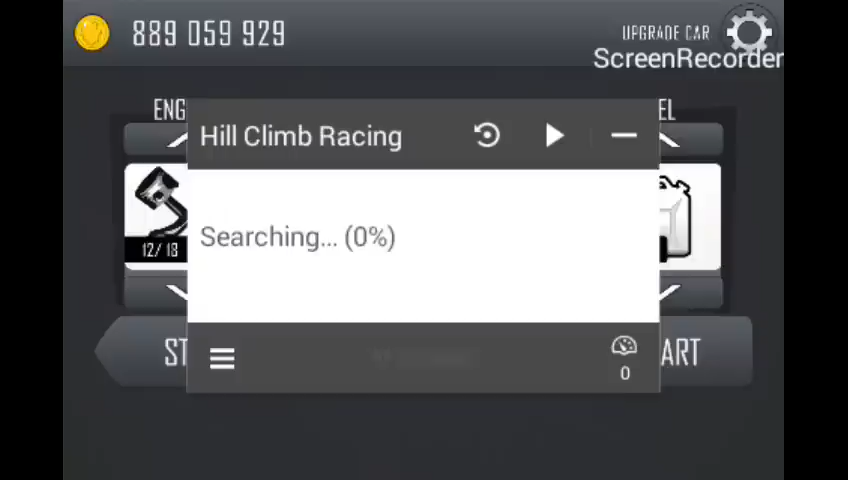 889 059 929
UPGRADE CAR
ScreenRecorder
ENG
EL
Hill Climb Racing
12/18
Searching... (0%)
ST
ART
0